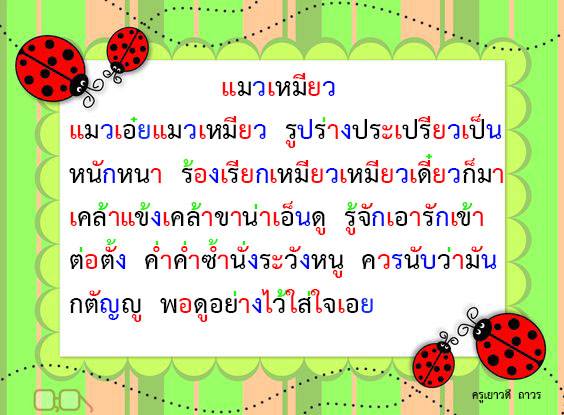 แมวเหมียว
แมวเอ๋ยแมวเหมียว รูปร่างประเปรียวเป็น
หนักหนา ร้องเรียกเหมียวเหมียวเดี๋ยวก็มา
เคล้าแข้งเคล้าขาน่าเอ็นดู รู้จักเอารักเข้า
ต่อตั้ง ค่ำค่ำซ้ำนั่งระวังหนู ควรนับว่ามัน
กตัญญู พอดูอย่างไว้ใส่ใจเอย
ครูเยาวดี ถาวร